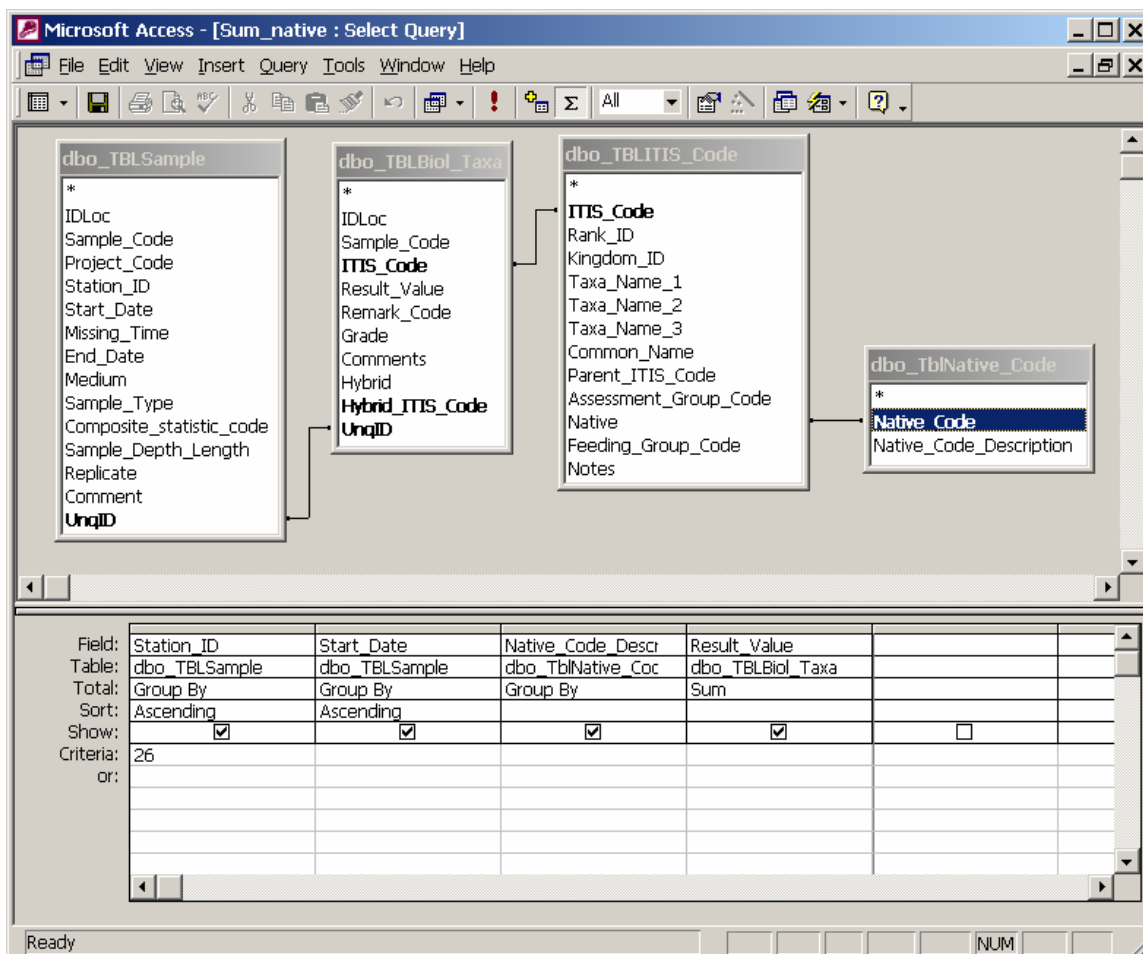 Microsoft Access - [Sum_native : Select Query]
File Edit View Insert Query Tools Window Help
ABC
Σ All
dbo_TBLSample
*
IDLoc
Sample_Code
Project_Code
Station_ID
Start_Date
Missing_Time
End_Date
Medium
Sample_Type
Composite_statistic_code
Sample_Depth_Length
Replicate
Comment
UnqID
dbo_TBLBiol_Taxa
*
IDLoc
Sample_Code
ITIS_Code
Result_Value
Remark_Code
Grade
Comments
Hybrid
Hybrid_ITIS_Code
UnqID
dbo_TBLITIS_Code
*
ITIS_Code
Rank_ID
Kingdom_ID
Taxa_Name_1
Taxa_Name_2
Taxa_Name_3
Common_Name
Parent_ITIS_Code
Assessment_Group_Code
Native
Feeding_Group_Code
Notes
dbo_TblNative_Code
*
Native_Code
Native_Code_Description
Field: Station_ID Start_Date Native_Code_Descr Result_Value
Table: dbo_TBLSample dbo_TBLSample dbo_TblNative_Coc dbo_TBLBiol_Taxa
Total: Group By Group By Group By Sum
Sort: Ascending Ascending
Show:
Criteria: 26
or:
Ready NUM